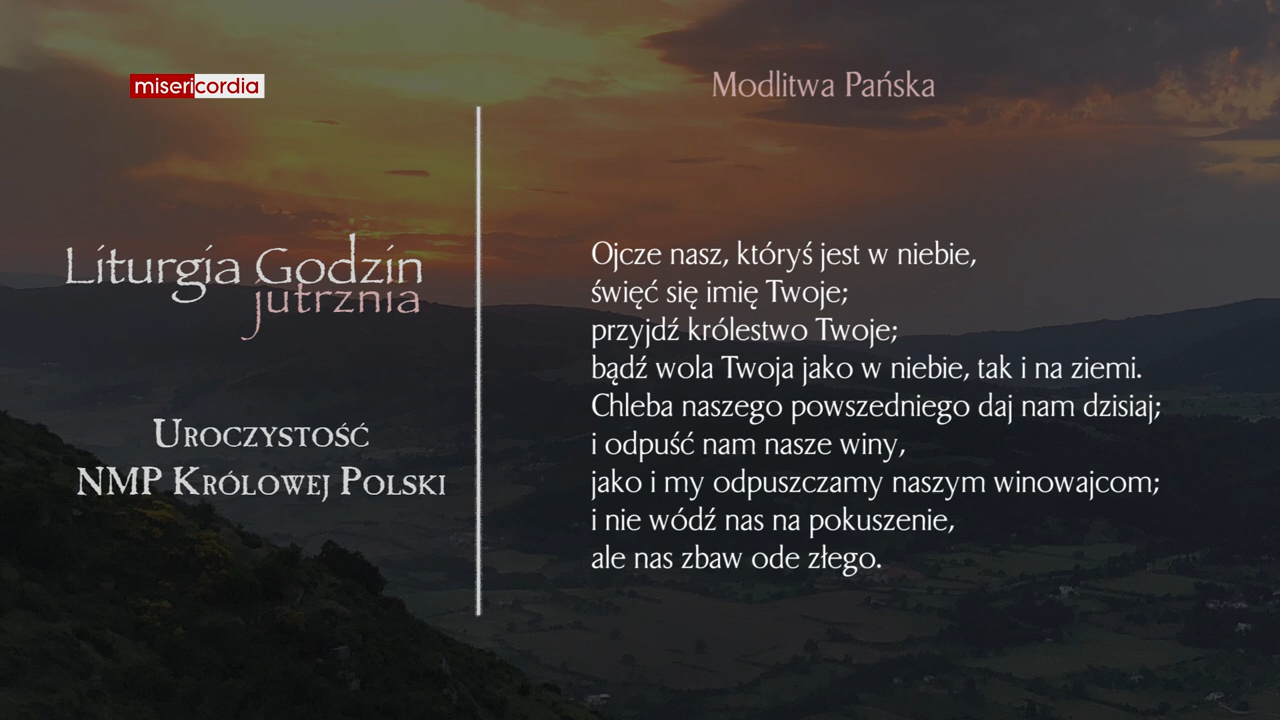 misericordia
Liturgia Godzin
jutrznia
Uroczystość
NMP Królowej Polski
Modlitwa Pańska
Ojcze nasz, któryś jest w niebie,
święć się imię Twoje;
przyjdź królestwo Twoje;
bądź wola Twoja jako w niebie, tak i na ziemi.
Chleba naszego powszedniego daj nam dzisiaj;
i odpuść nam nasze winy,
jako i my odpuszczamy naszym winowajcom;
i nie wódź nas na pokuszenie,
ale nas zbaw ode złego.